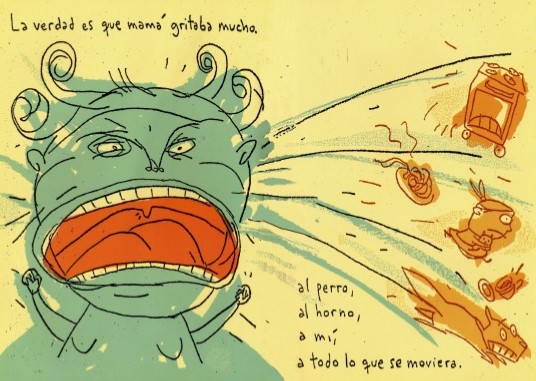 La verdad es que mamá gritaba mucho.
al perro,
al horno,
a mí,
a todo lo que se moviera.